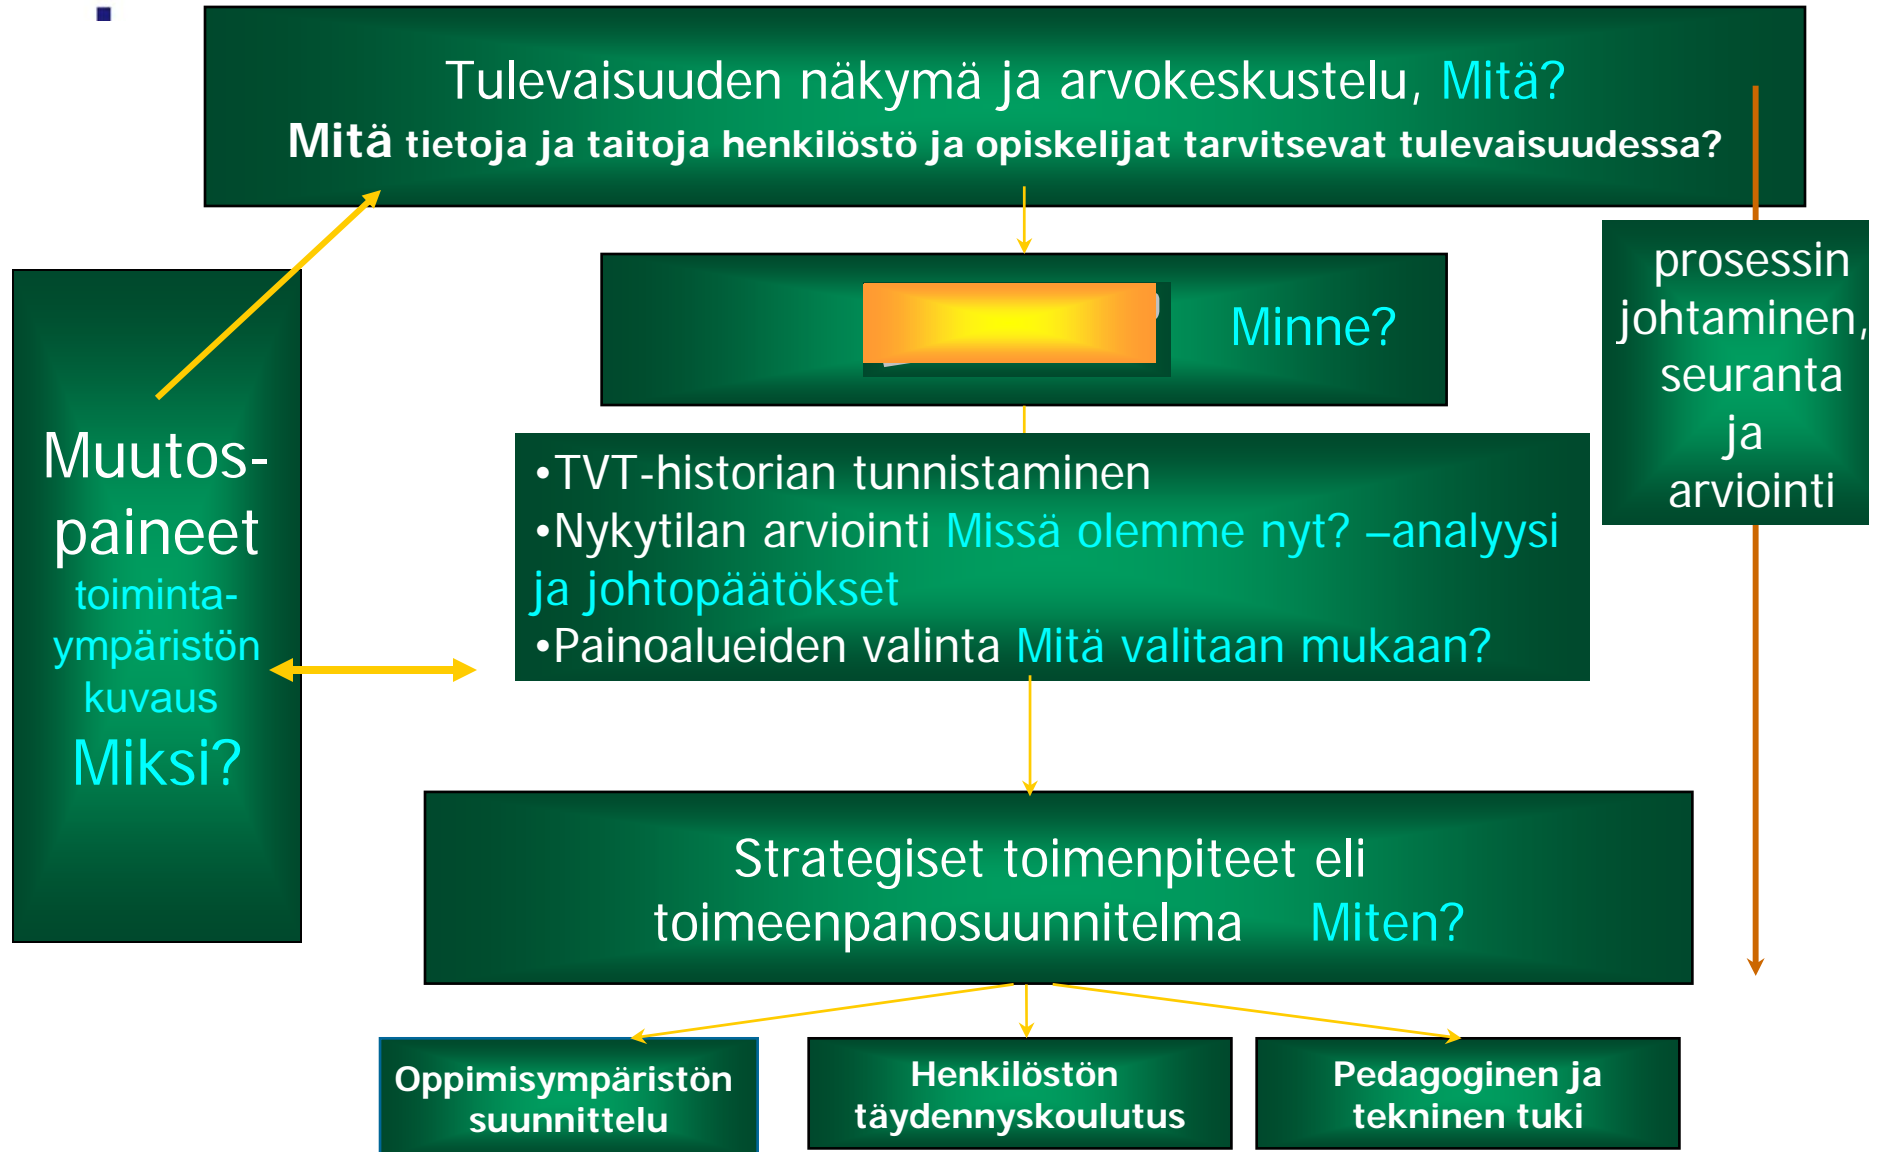 Tulevaisuuden näkymä ja arvokeskustelu, Mitä?
Mitä tietoja ja taitoja henkilöstö ja opiskelijat tarvitsevat tulevaisuudessa?
Minne?
prosessin
johtaminen,
seuranta
ja
arviointi
Muutos-
paineet
toiminta-
ympäristön
kuvaus
Miksi?
•TVT-historian tunnistaminen
•Nykytilan arviointi Missä olemme nyt? –analyysi
ja johtopäätökset
•Painoalueiden valinta Mitä valitaan mukaan?
Strategiset toimenpiteet eli
toimeenpanosuunnitelma Miten?
Oppimisympäristön
suunnittelu
Henkilöstön
täydennyskoulutus
Pedagoginen ja
tekninen tuki